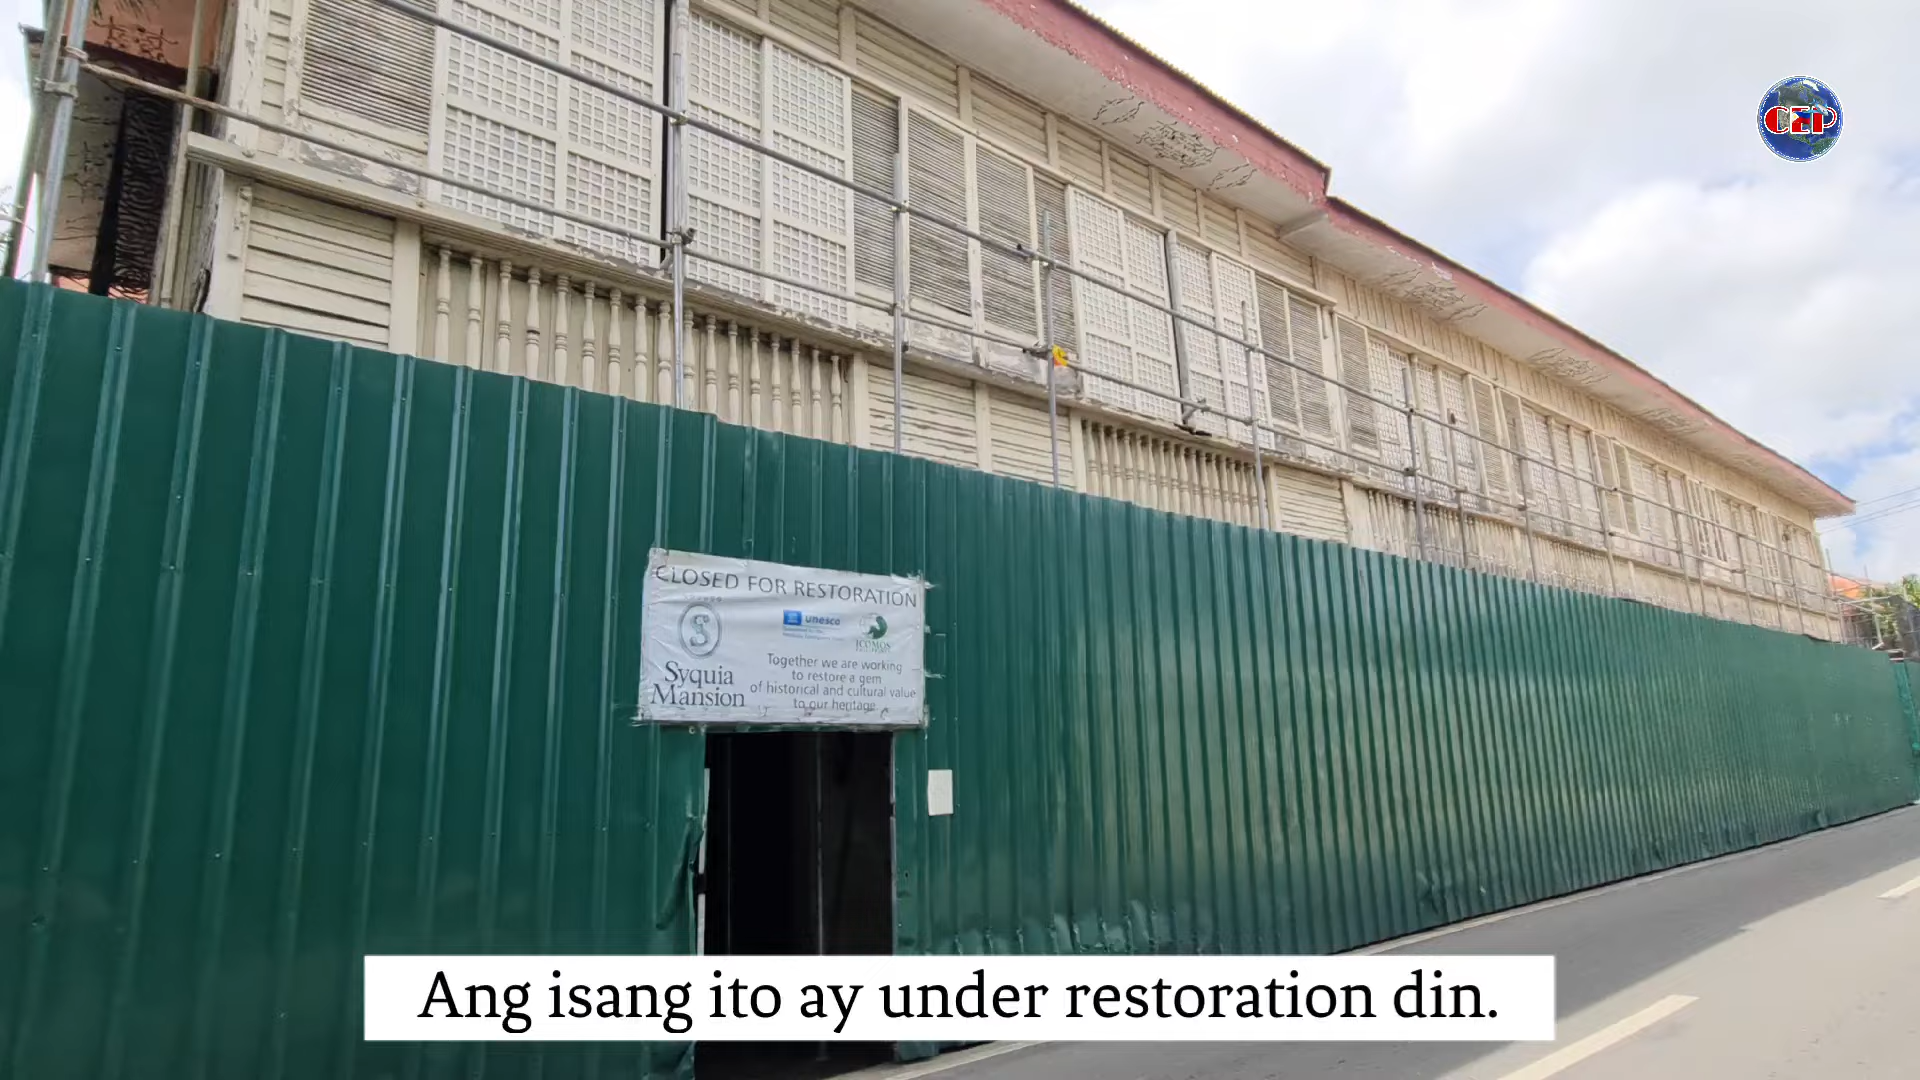 CEP
CLOSED FOR RESTORATION
S
unesco
ICOMOS
Syquia
Mansion
Together we are working
to restore a gem
of historical and cultural value
to our heritage
Ang isang ito ay under restoration din.